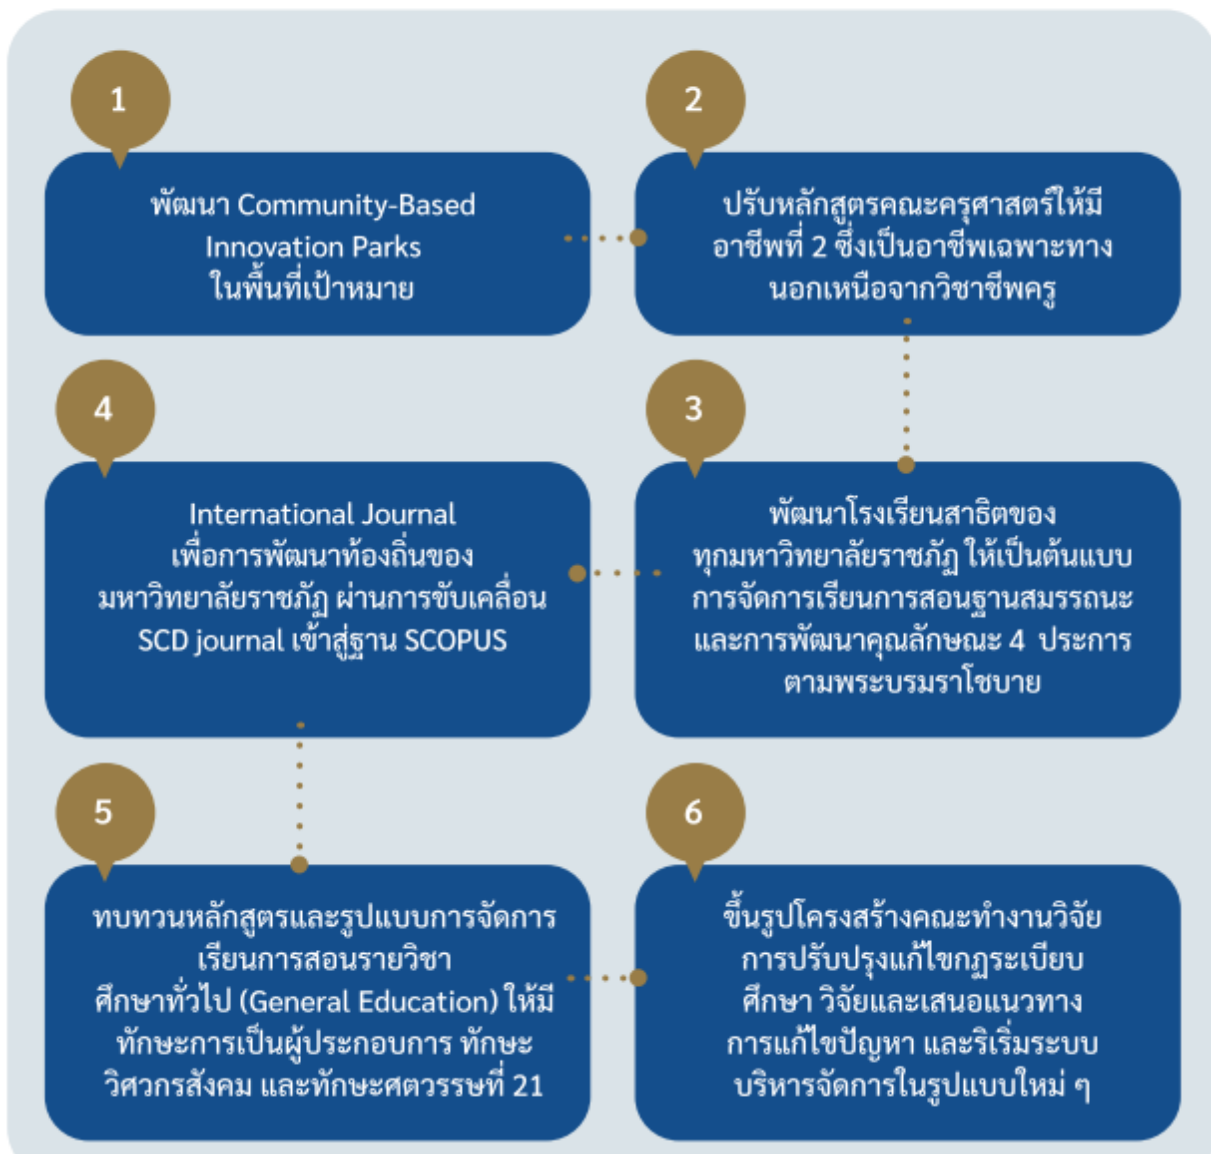 1
พัฒนา Community-Based
Innovation Parks
ในพื้นที่เป้าหมาย
2
ปรับหลักสูตรคณะครุศาสตร์ให้มี
อาชีพที่ 2 ซึ่งเป็นอาชีพเฉพาะทาง
นอกเหนือจากวิชาชีพครู
3
พัฒนาโรงเรียนสาธิตของ
ทุกมหาวิทยาลัยราชภัฏ ให้เป็นต้นแบบ
การจัดการเรียนการสอนฐานสมรรถนะ
และการพัฒนาคุณลักษณะ 4 ประการ
ตามพระบรมราโชบาย
4
International Journal
เพื่อการพัฒนาท้องถิ่นของ
มหาวิทยาลัยราชภัฏ ผ่านการขับเคลื่อน
SCD journal เข้าสู่ฐาน SCOPUS
5
ทบทวนหลักสูตรและรูปแบบการจัดการ
เรียนการสอนรายวิชา
ศึกษาทั่วไป (General Education) ให้มี
ทักษะการเป็นผู้ประกอบการ ทักษะ
วิศวกรสังคม และทักษะศตวรรษที่ 21
6
ขึ้นรูปโครงสร้างคณะทำงานวิจัย
การปรับปรุงแก้ไขกฏระเบียบ
ศึกษา วิจัยและเสนอแนวทาง
การแก้ไขปัญหา และริเริ่มระบบ
บริหารจัดการในรูปแบบใหม่ ๆ